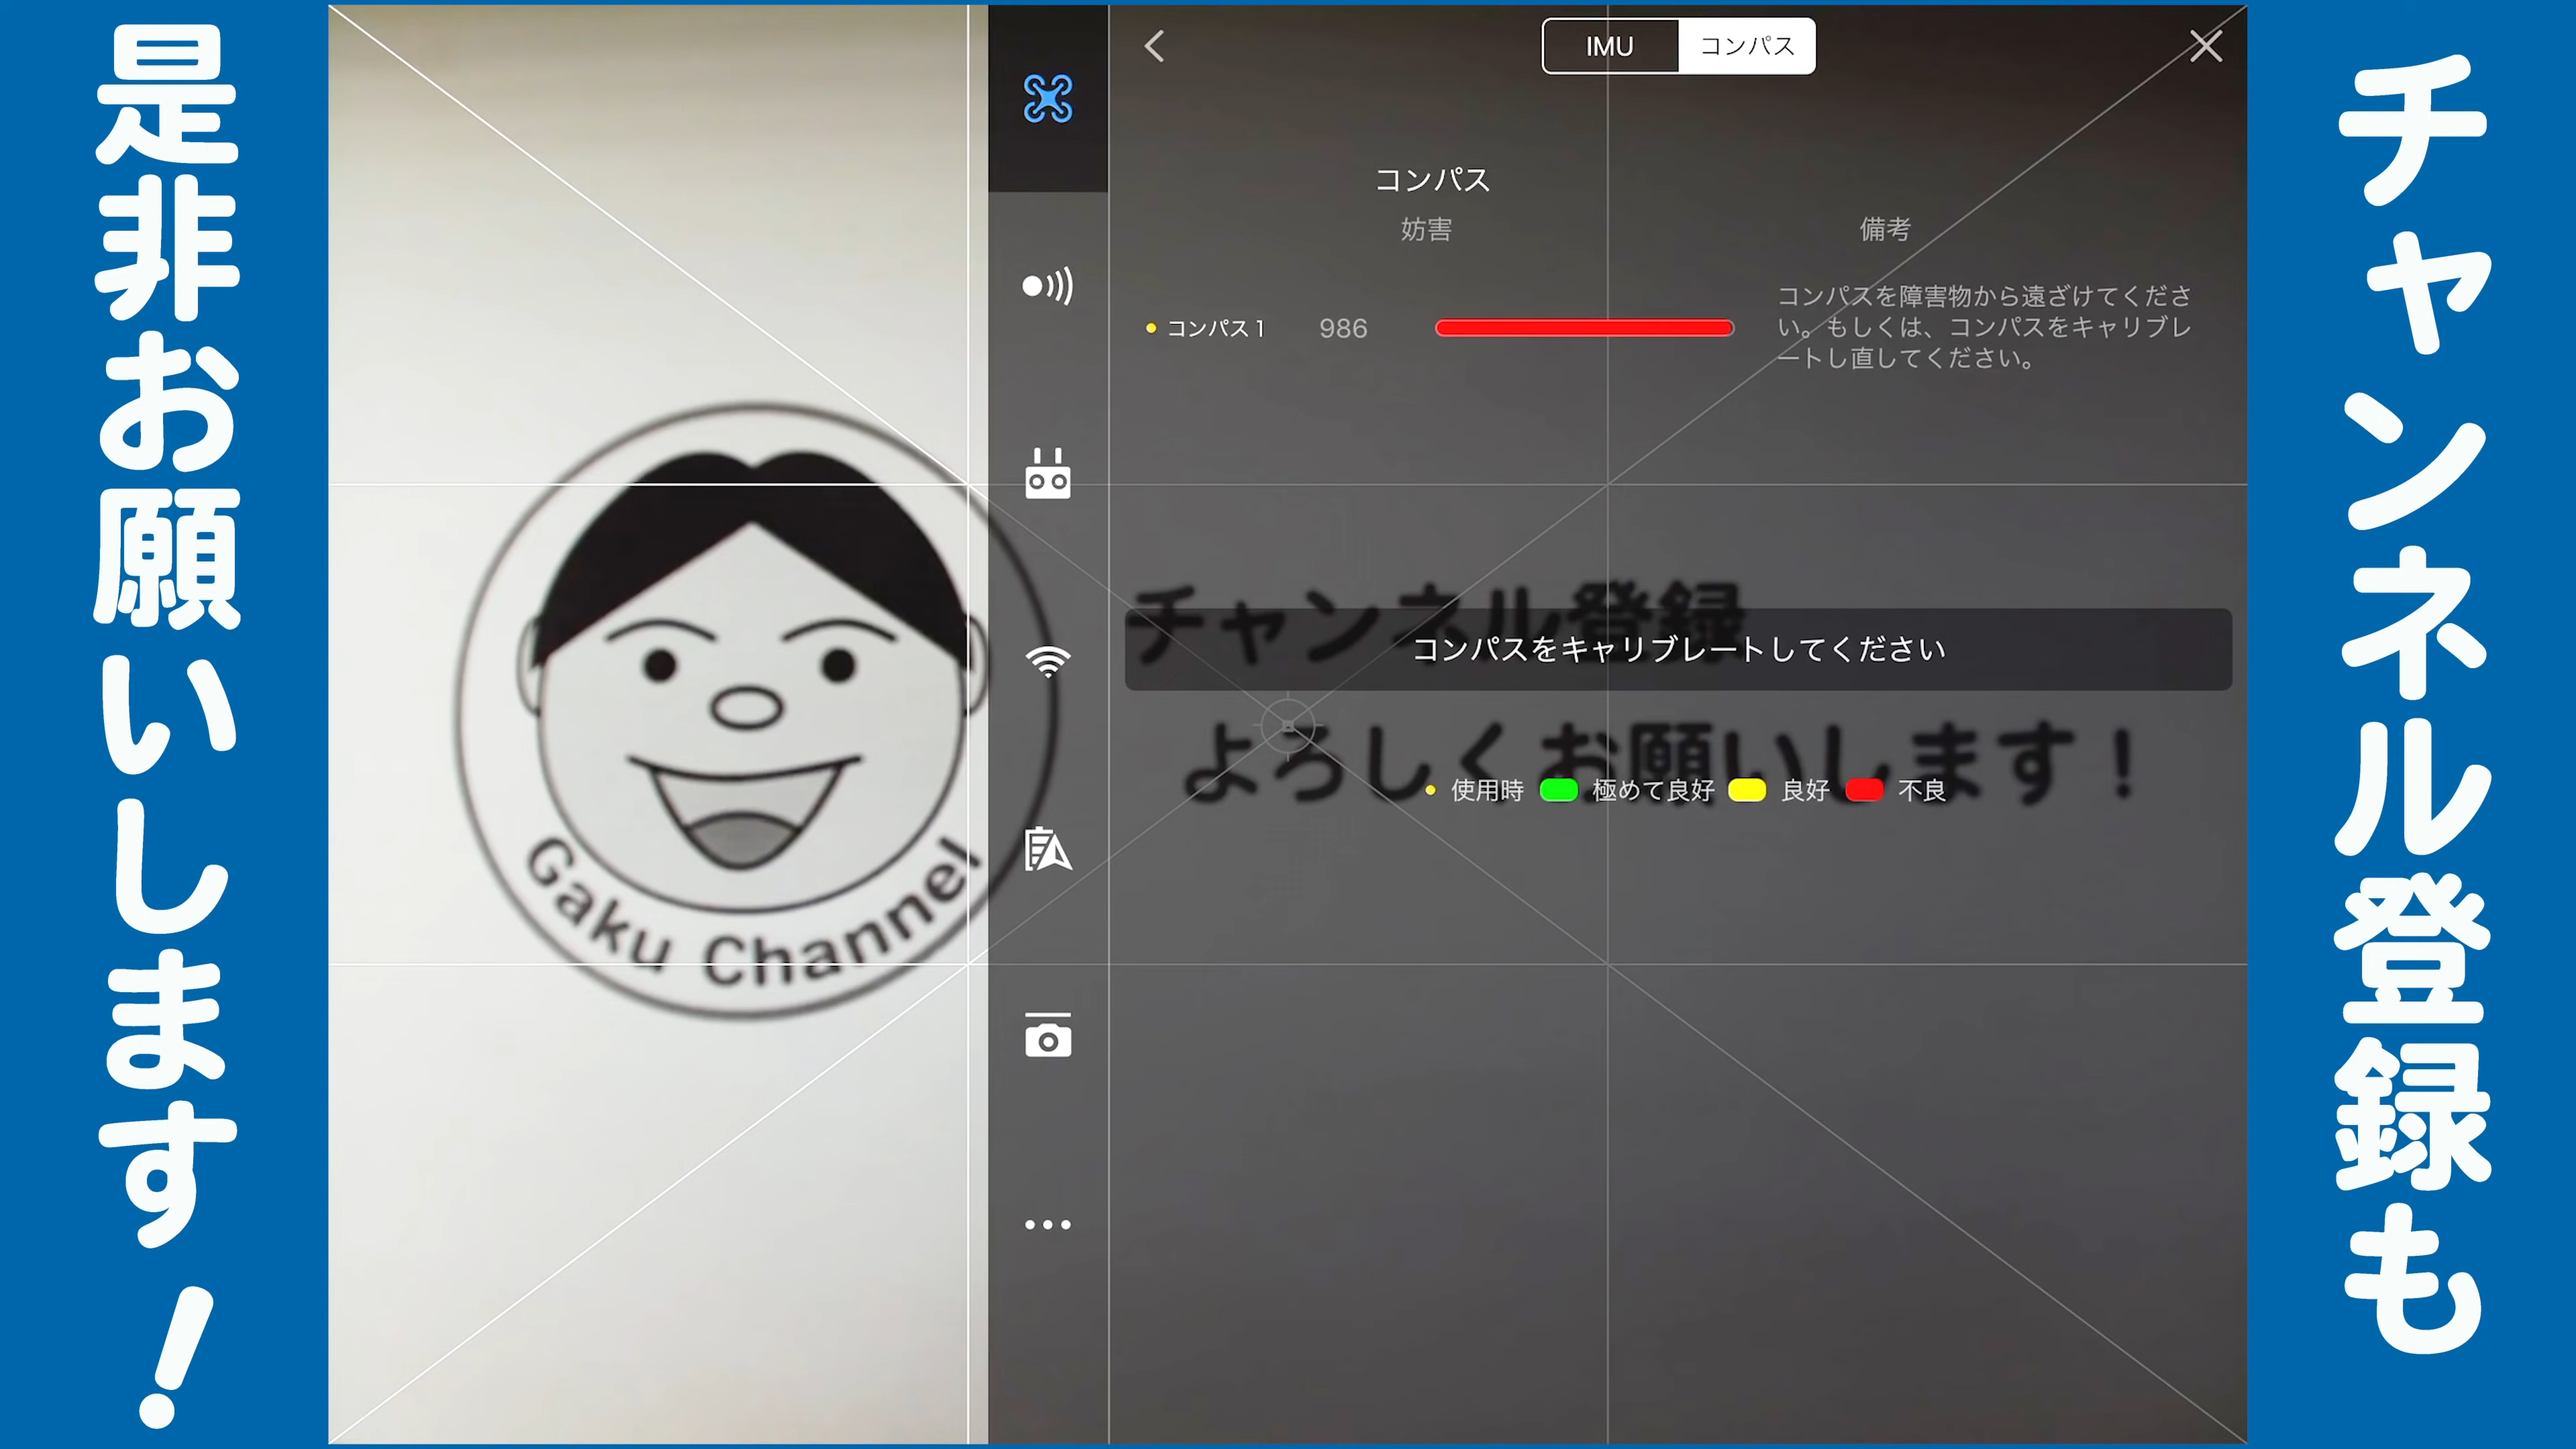 チャンネル登録も
是非お願いします！
IMU
コンパス
コンパス
妨害
備考
コンパス1
986
コンパスを障害物から遠ざけてくださ
い。もしくは、コンパスをキャリブレ
ートし直してください。
チャンネル登録
コンパスをキャリブレートしてください
よろしくお願いします！
使用時 極めて良好 良好 不良
Gaku Channel